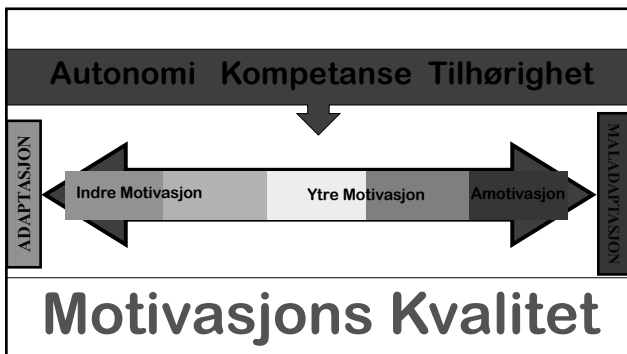 Autonomi Kompetanse Tilhørighet
ADAPTASJON
Indre Motivasjon
Ytre Motivasjon
Amotivasjon
MALADAPTASJON
Motivasjons Kvalitet